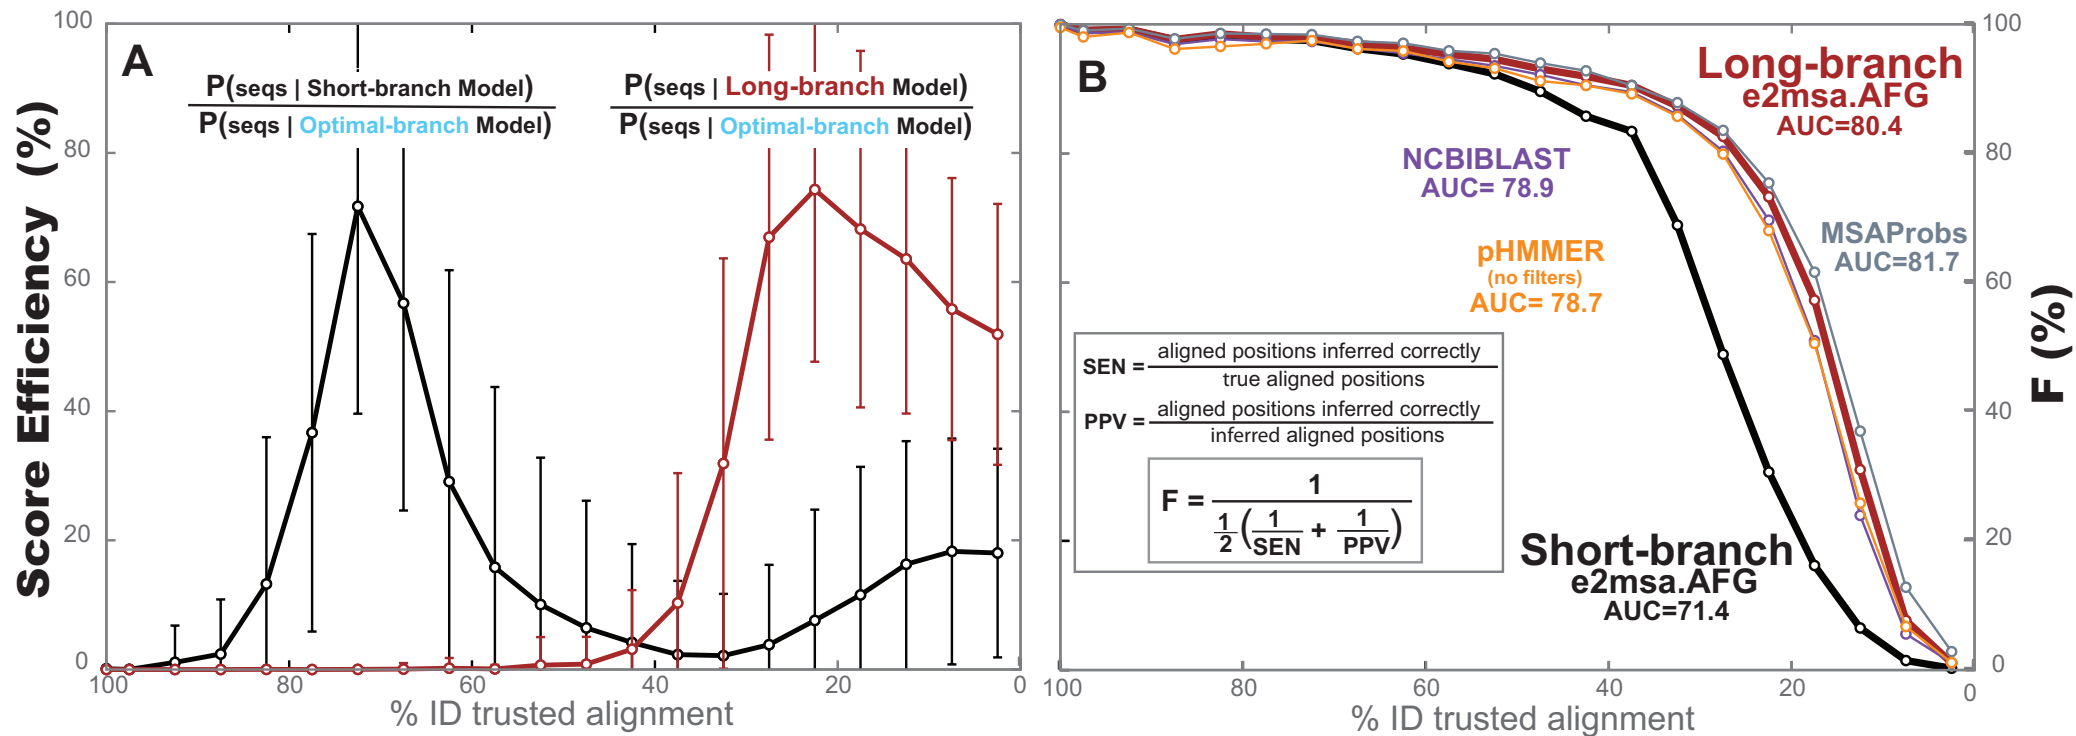 A
Score Efficiency (%)
100
80
60
40
20
0
P(seqs | Short-branch Model)
P(seqs | Optimal-branch Model)
P(seqs | Long-branch Model)
P(seqs | Optimal-branch Model)
100 80 60 40 20 0
% ID trusted alignment
B
Long-branch
e2msa.AFG
AUC=80.4
NCBIBLAST
AUC= 78.9
pHMMER
(no filters)
AUC= 78.7
MSAProbs
AUC=81.7
SEN = aligned positions inferred correctly
true aligned positions
PPV = aligned positions inferred correctly
inferred aligned positions
F = 1
1/2 ( 1/SEN + 1/PPV )
Short-branch
e2msa.AFG
AUC=71.4
100
80
60
40
20
0
F (%)
100 80 60 40 20 0
% ID trusted alignment